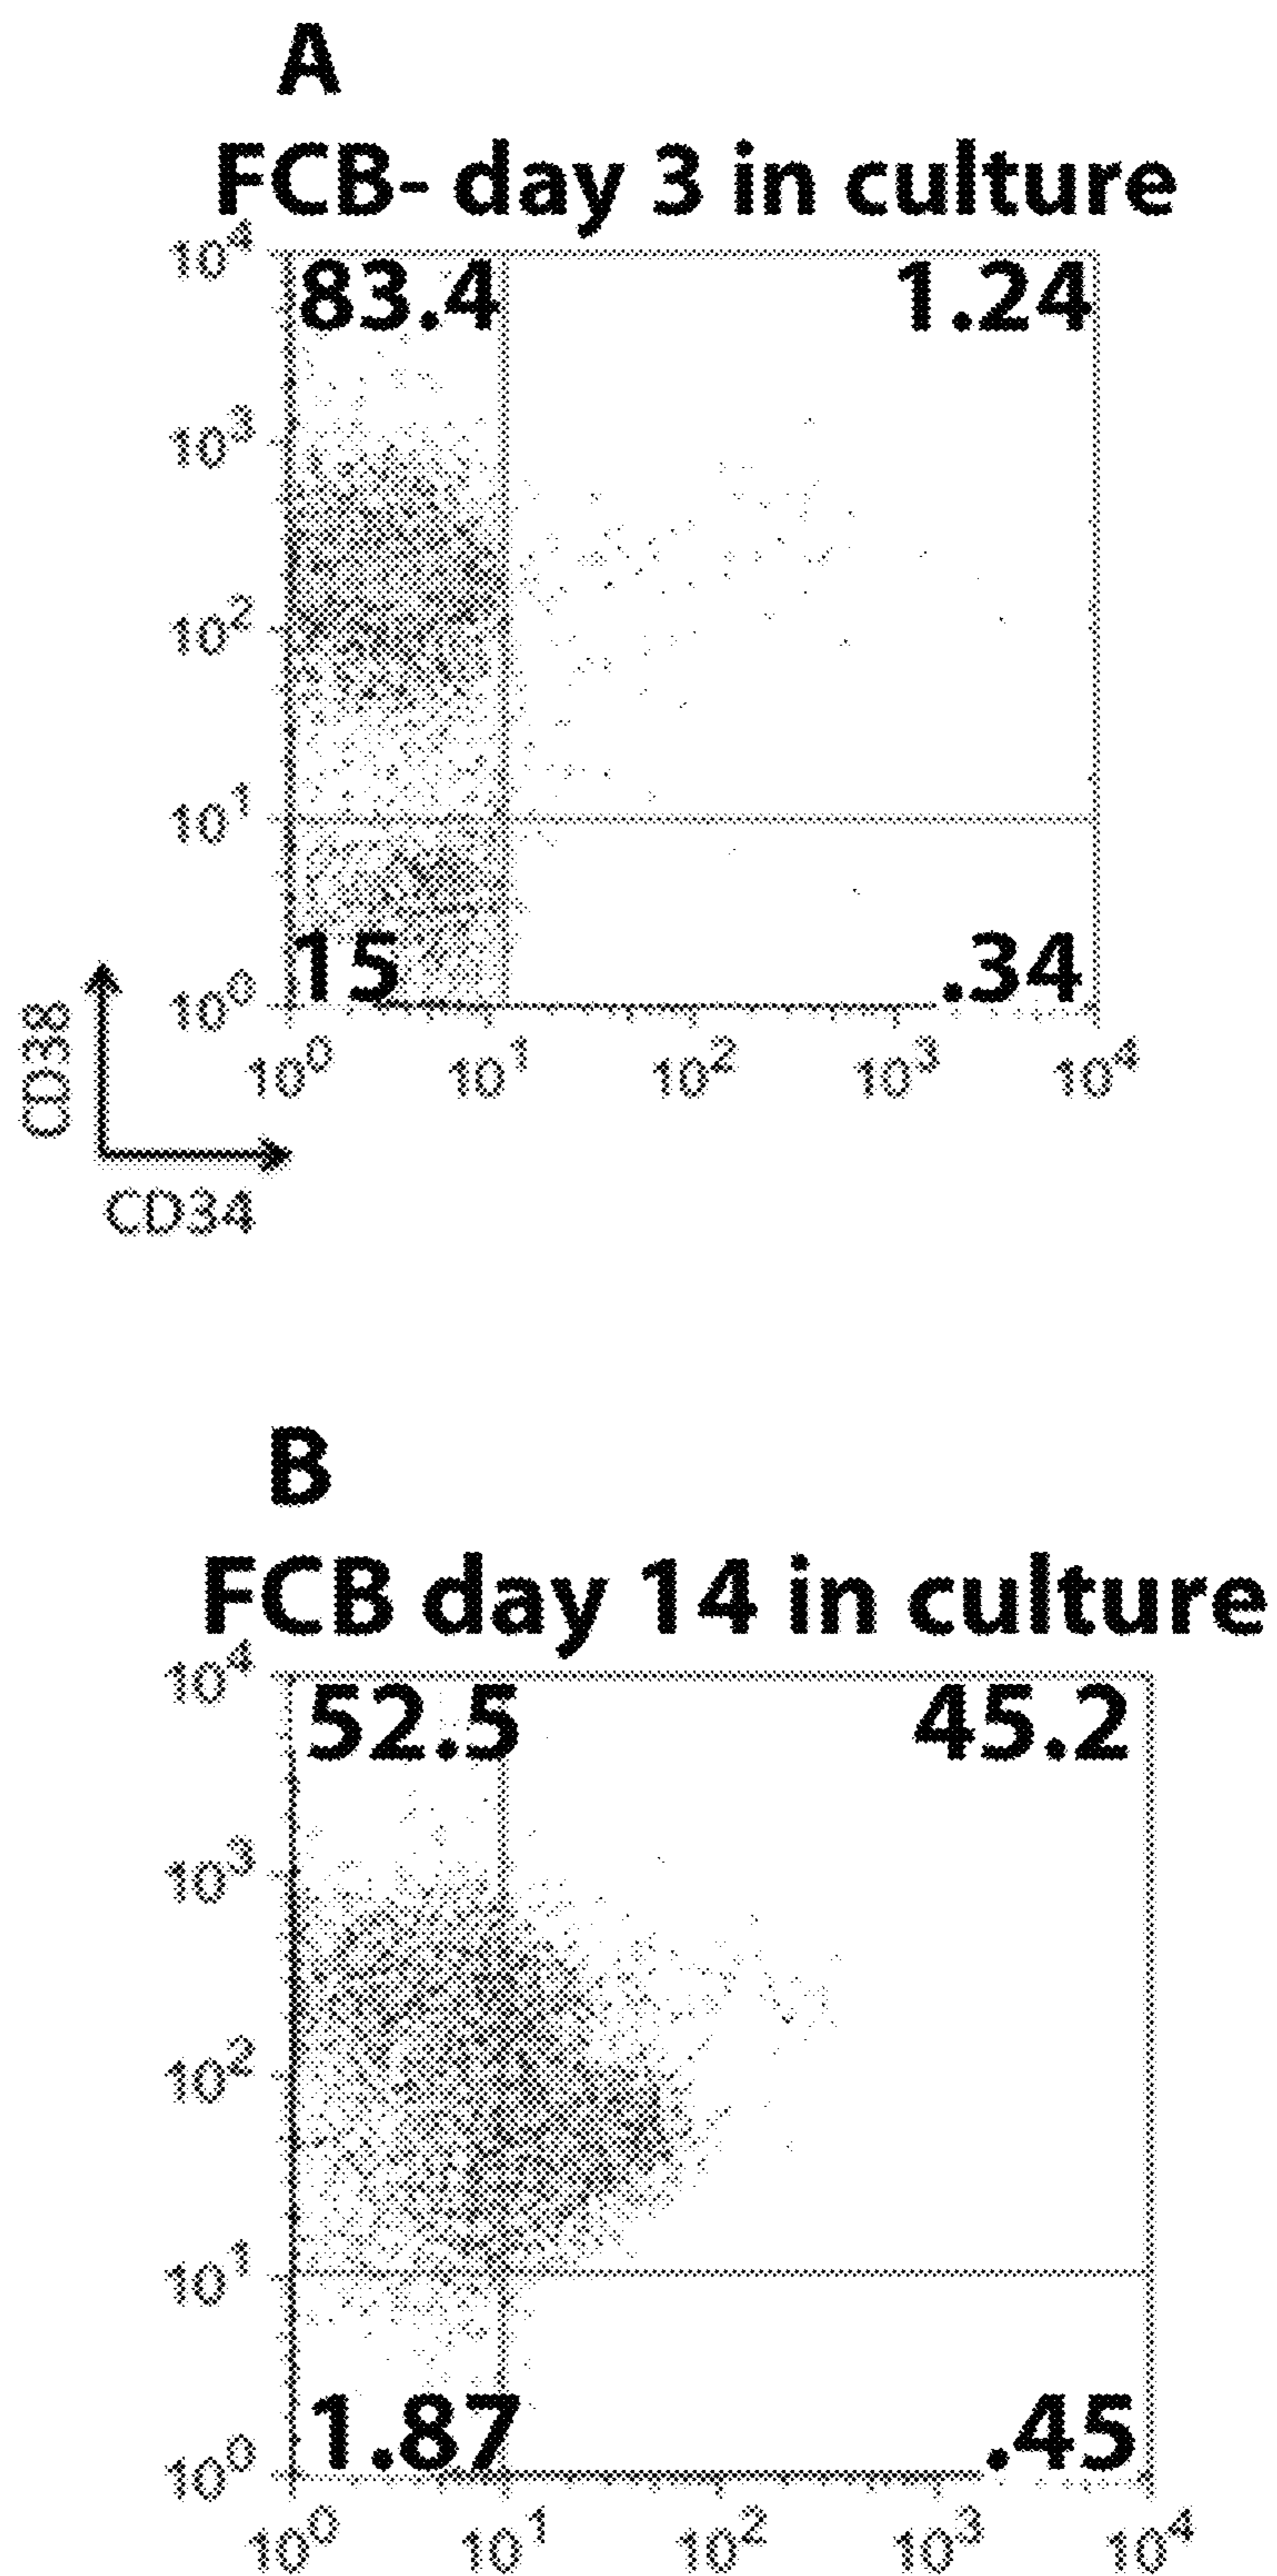 A
FCB- day 3 in culture
10^4
83.4 1.24
10^3
10^2
10^1
15 .34
10^0
10^0 10^1 10^2 10^3 10^4
CD38
CD34
B
FCB day 14 in culture
10^4
52.5 45.2
10^3
10^2
10^1
1.87 .45
10^0
10^0 10^1 10^2 10^3 10^4